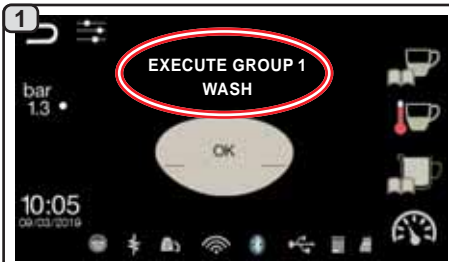 1
EXECUTE GROUP 1
WASH
bar
1.3
OK
10:05
09/03/2019